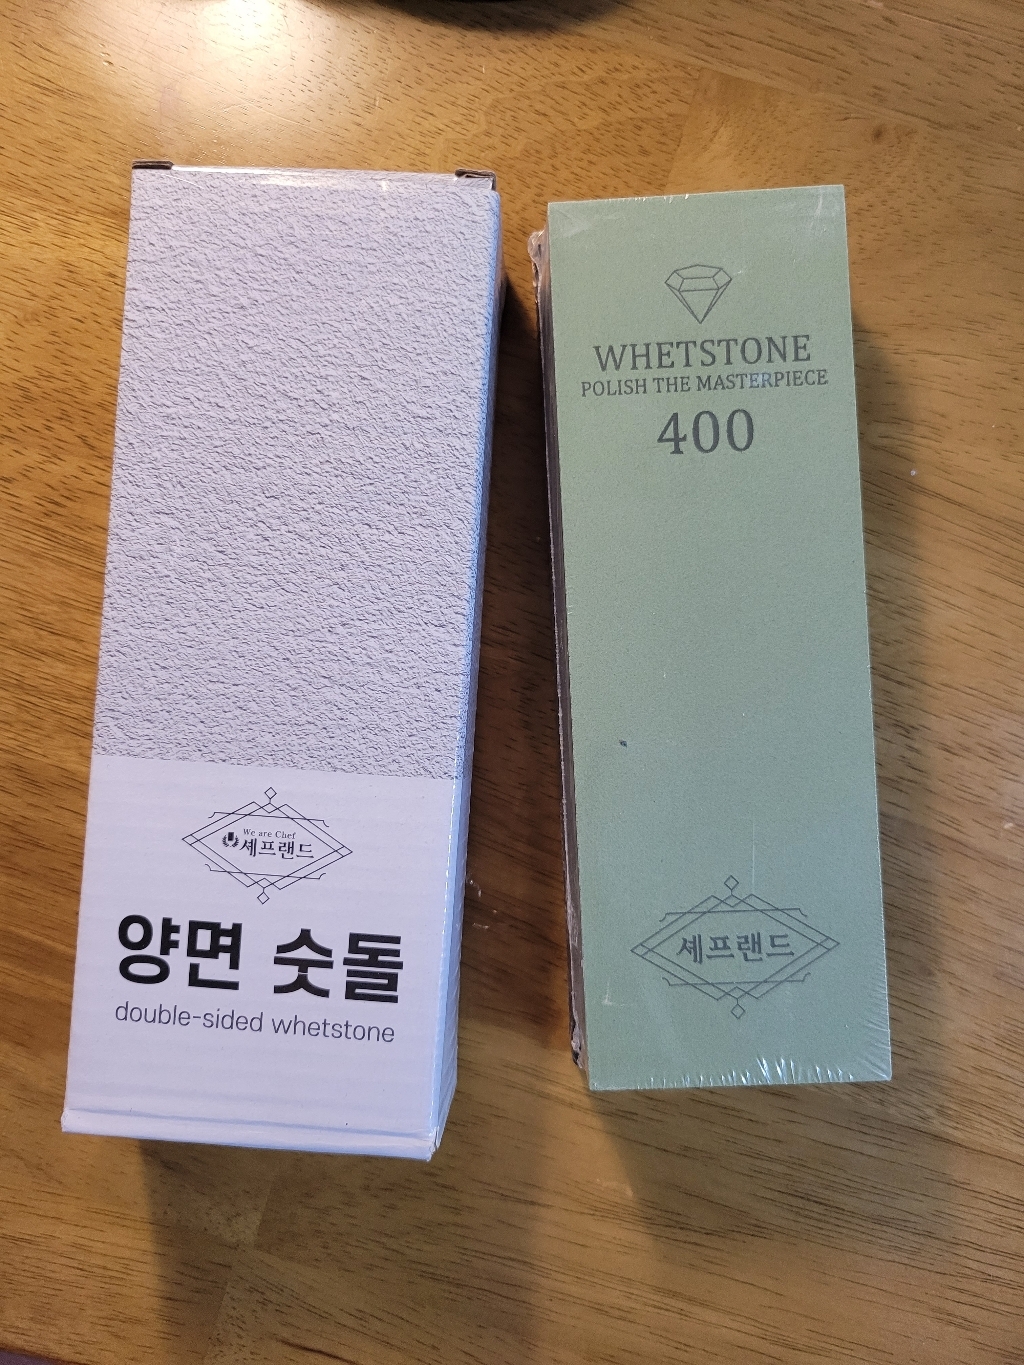 We are Chef
셰프랜드
양면 숫돌
double-sided whetstone
WHETSTONE
POLISH THE MASTERPIECE
400
셰프랜드